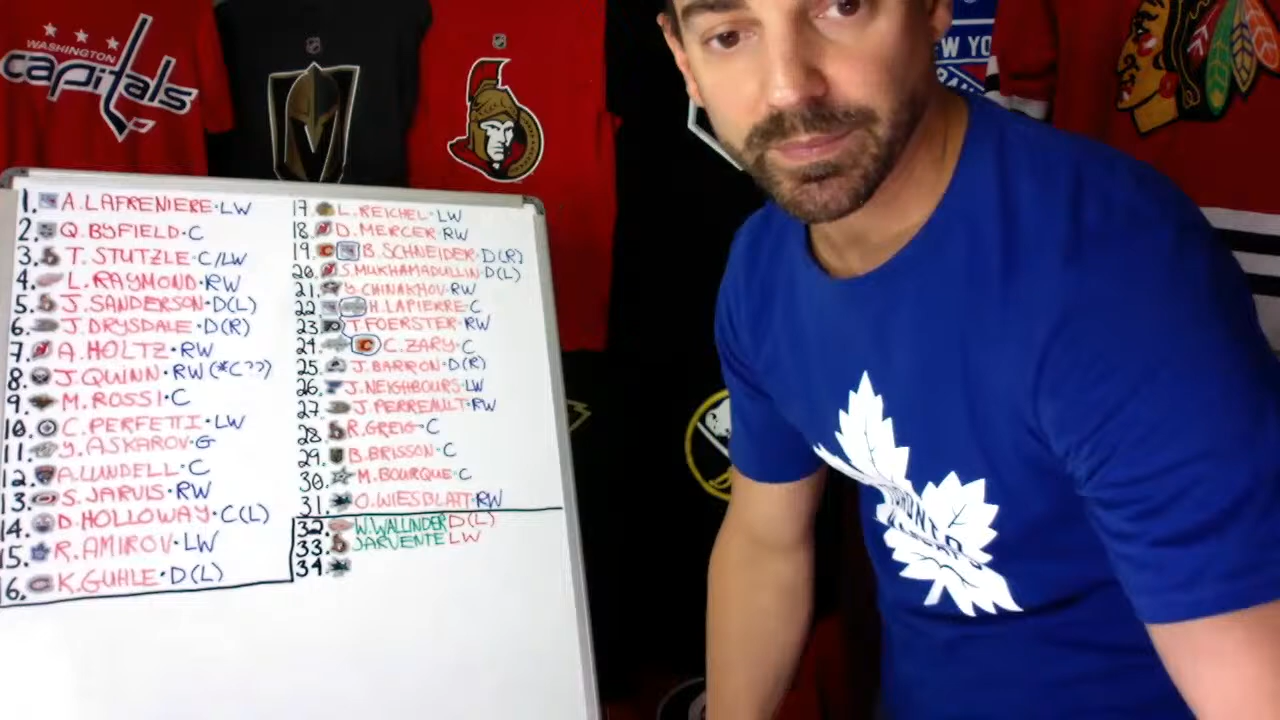 WASHINGTON
capitals
W YO
RAN
TORONTO
1. A. LAFRENIERE • LW
2. Q. BYFIELD • C
3. T. STUTZLE • C/LW
4. L. RAYMOND • RW
5. J. SANDERSON • D(L)
6. J. DRYSDALE • D(R)
7. A. HOLTZ • RW
8. J. QUINN • RW (*C??)
9. M. ROSSI • C
10. C. PERFETTI • LW
11. Y. ASKAROV • G
12. A. LUNDELL • C
13. S. JARVIS • RW
14. D. HOLLOWAY • C(L)
15. R. AMIROV • LW
16. K. GUHLE • D(L)
17. L. REICHEL • LW
18. D. MERCER • RW
19. B. SCHNEIDER • D(R)
20. S. MUKHAMADULLIN • D(L)
21. Y. CHINAKHOV • RW
22. H. LAPIERRE • C
23. T. FOERSTER • RW
24. C. ZARY • C
25. J. BARRON • D(R)
26. J. NEIGHBOURS • LW
27. J. PERREAULT • RW
28. R. GREIG • C
29. B. BRISSON • C
30. M. BOURQUE • C
31. O. WIESBLATT • RW
32. W. WALLINDER D(L)
33. JARVENTE LW
34.